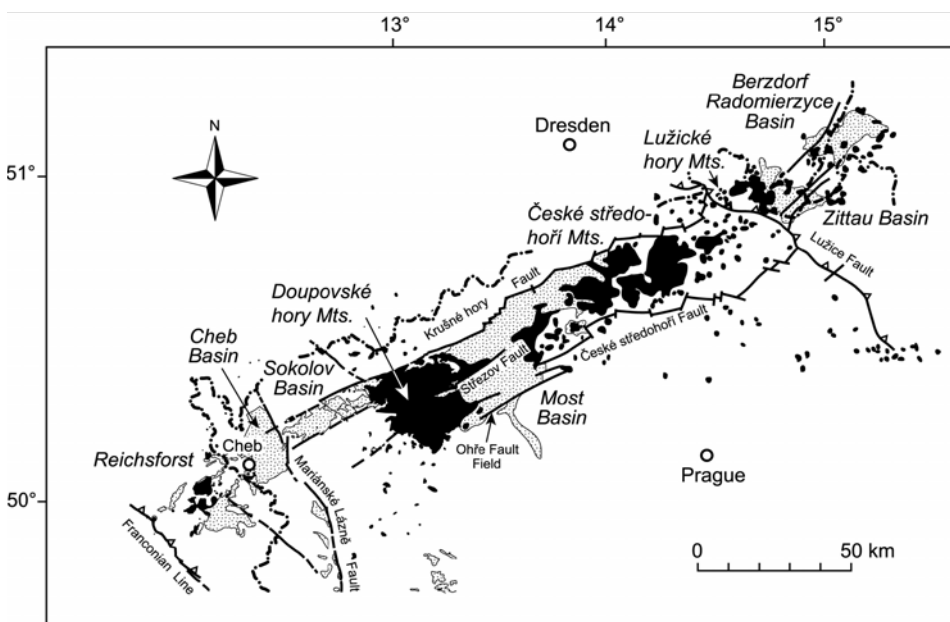 13°
14°
15°
51°
50°
N
Dresden
Berzdorf
Radomierzyce
Basin
Lužické
hory Mts.
Zittau Basin
Lužice Fault
České středo-
hoří Mts.
Krušné hory Fault
Doupovské
hory Mts.
Střezov Fault
České středohoří Fault
Cheb
Basin
Sokolov
Basin
Most
Basin
Ohře Fault
Field
Cheb
Reichsforst
Mariánské Lázně Fault
Franconian Line
Prague
0 50 km